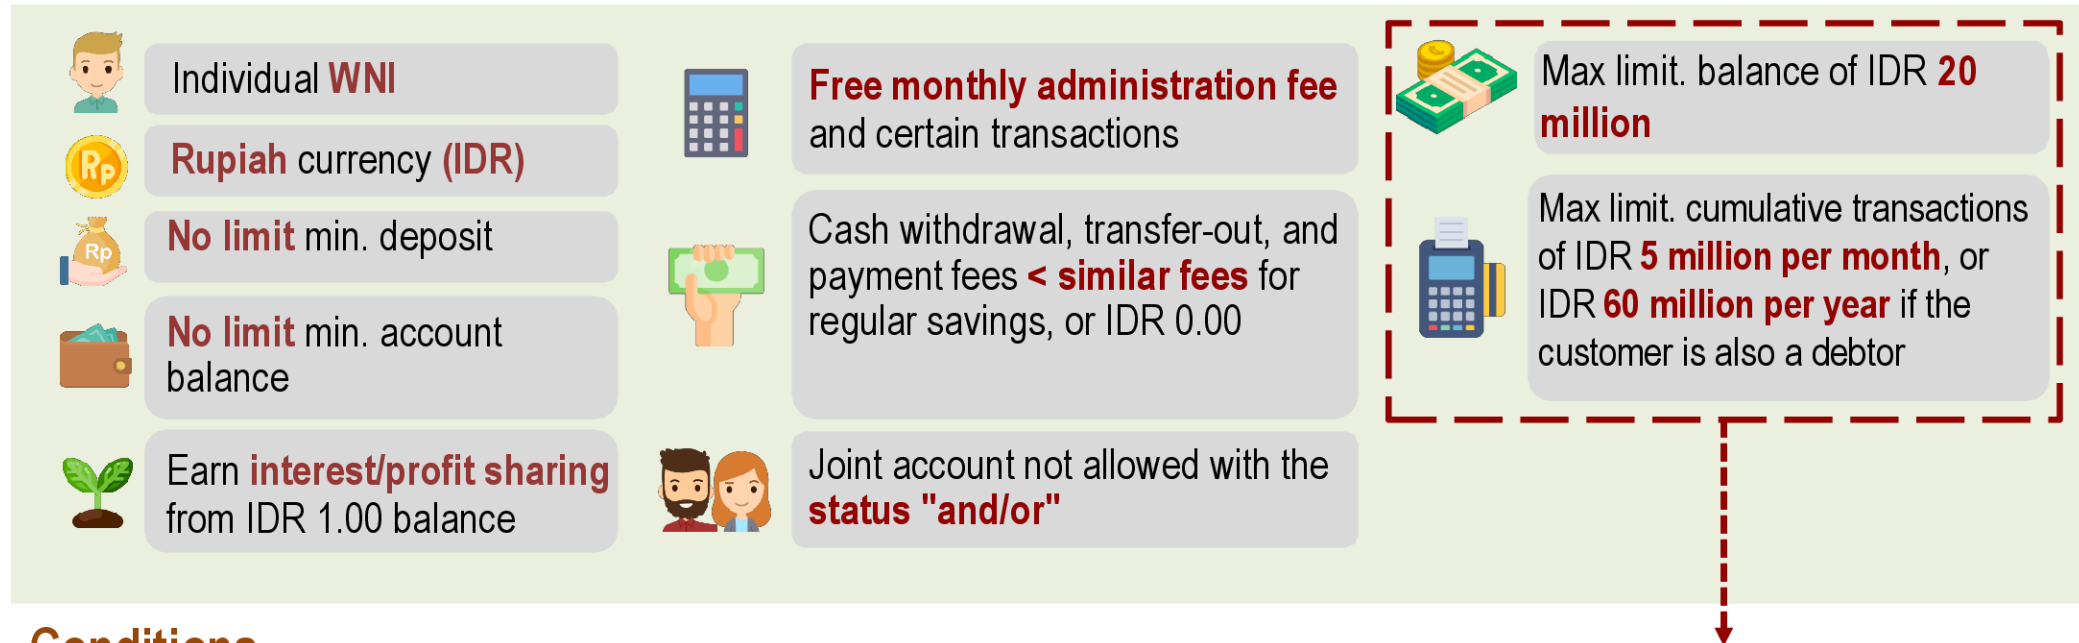 Individual WNI
Rupiah currency (IDR)
No limit min. deposit
No limit min. account
balance
Earn interest/profit sharing
from IDR 1.00 balance
Free monthly administration fee
and certain transactions
Cash withdrawal, transfer-out, and
payment fees < similar fees for
regular savings, or IDR 0.00
Joint account not allowed with the
status "and/or"
Max limit. balance of IDR 20
million
Max limit. cumulative transactions
of IDR 5 million per month, or
IDR 60 million per year if the
customer is also a debtor
Rp
Rp
Conditions